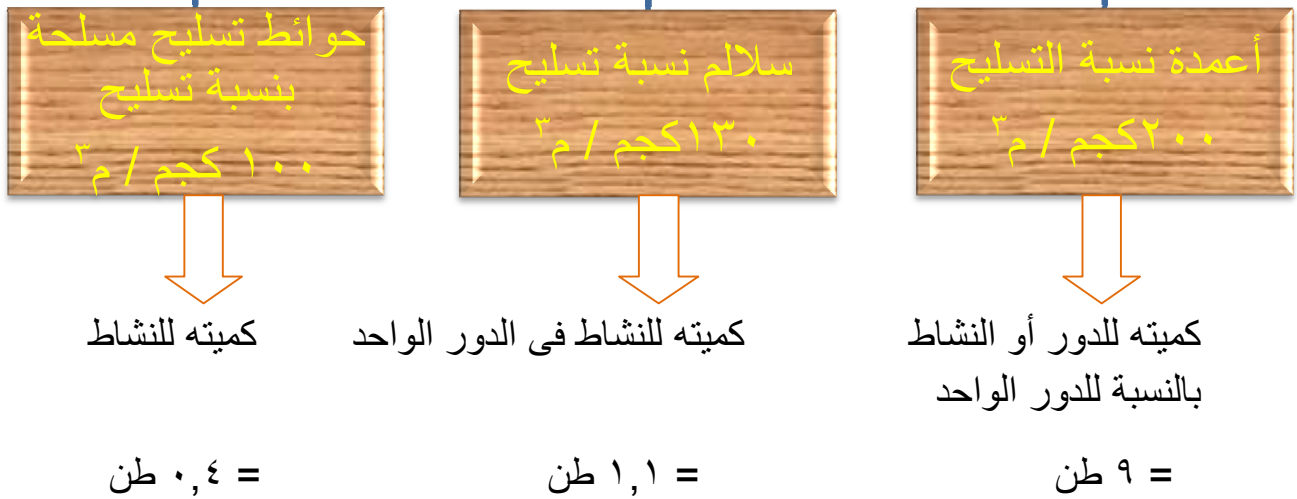 أعمدة نسبة التسليح
٢٠٠كجم / م٣
سلالم نسبة تسليح
١٣٠كجم / م٣
حوائط تسليح مسلحة
بنسبة تسليح
١٠٠ كجم / م٣
كميته للدور أو النشاط
بالنسبة للدور الواحد
كميته للنشاط فى الدور الواحد
كميته للنشاط
= ٩ طن
= ١,١ طن
= ٠,٤ طن